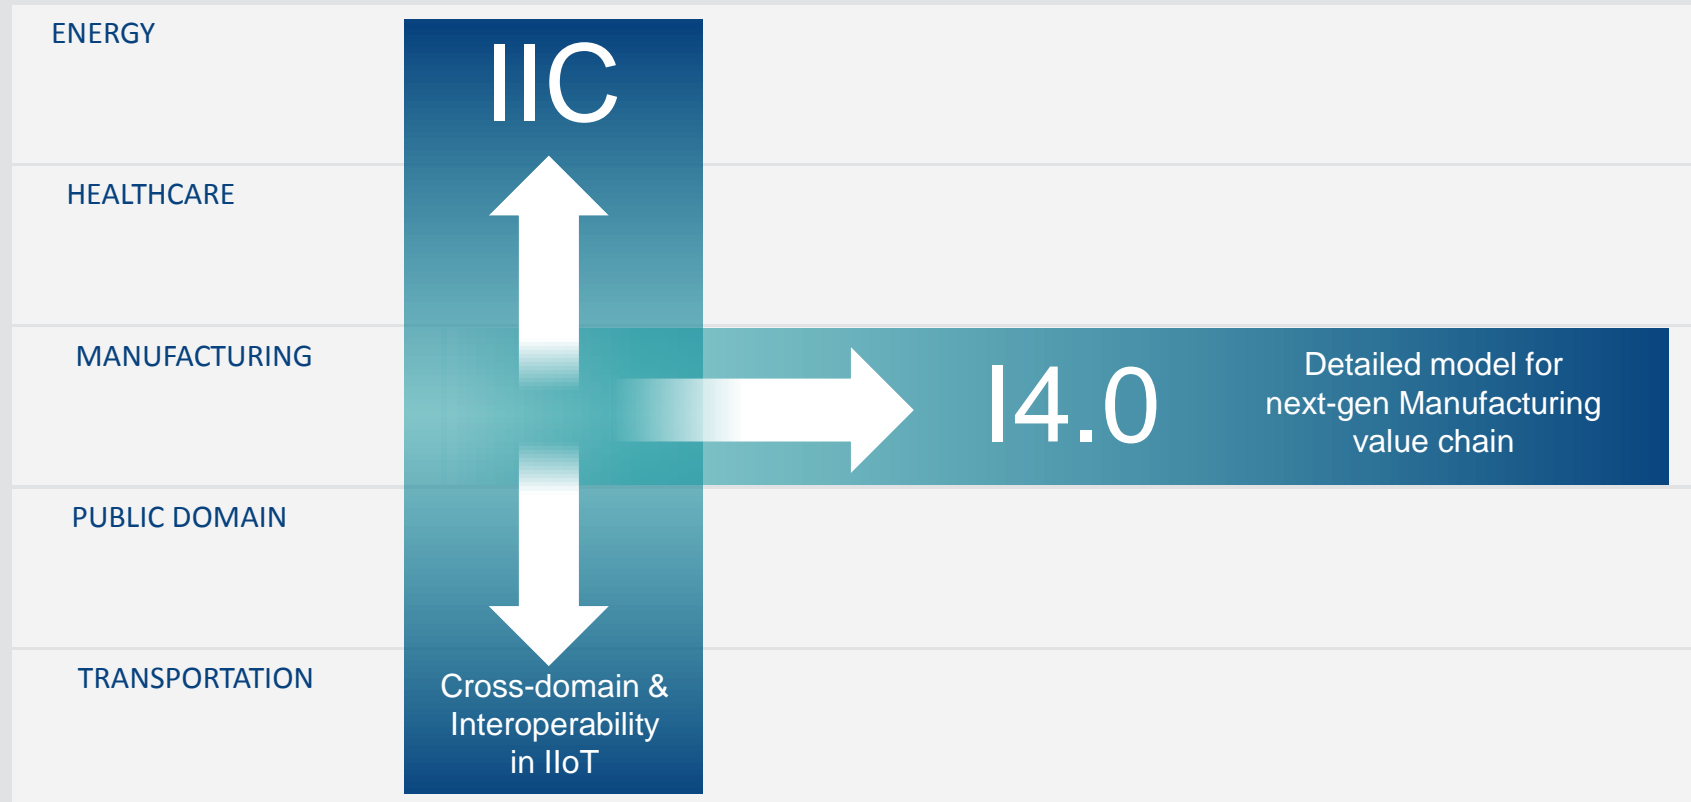 ENERGY
IIC
HEALTHCARE
MANUFACTURING
I4.0
Detailed model for
next-gen Manufacturing
value chain
PUBLIC DOMAIN
TRANSPORTATION
Cross-domain &
Interoperability
in IIoT